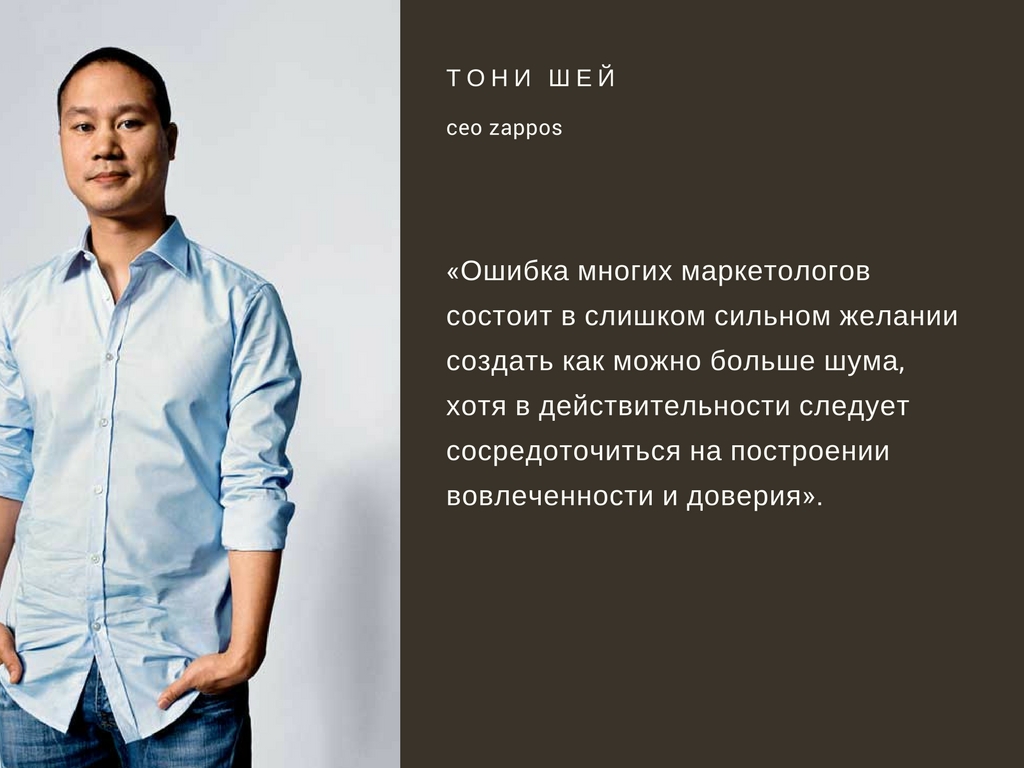 ТОНИ ШЕЙ
ceo zappos
«Ошибка многих маркетологов
состоит в слишком сильном желании
создать как можно больше шума,
хотя в действительности следует
сосредоточиться на построении
вовлеченности и доверия».